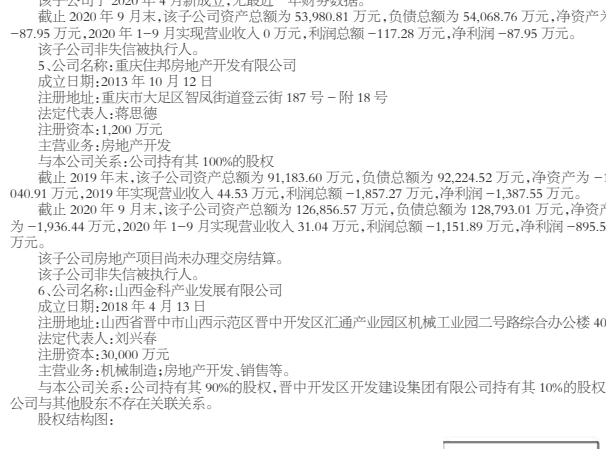 该子公司于 2020 年 4 月新成立,无最近一年财务数据。
截止 2020 年 9 月末,该子公司资产总额为 53,980.81 万元,负债总额为 54,068.76 万元,净资产为
-87.95 万元,2020 年 1-9 月实现营业收入 0 万元,利润总额 -117.28 万元,净利润 -87.95 万元。
该子公司非失信被执行人。
5、公司名称:重庆住邦房地产开发有限公司
成立日期:2013 年 10 月 12 日
注册地址:重庆市大足区智凤街道登云街 187 号-附 18 号
法定代表人:蒋思德
注册资本:1,200 万元
主营业务:房地产开发
与本公司关系:公司持有其 100%的股权
截止 2019 年末,该子公司资产总额为 91,183.60 万元,负债总额为 92,224.52 万元,净资产为 -1
040.91 万元,2019 年实现营业收入 44.53 万元,利润总额 -1,857.27 万元,净利润 -1,387.55 万元。
截止 2020 年 9 月末,该子公司资产总额为 126,856.57 万元,负债总额为 128,793.01 万元,净资产
为 -1,936.44 万元,2020 年 1-9 月实现营业收入 31.04 万元,利润总额 -1,151.89 万元,净利润 -895.5
万元。
该子公司房地产项目尚未办理交房结算。
该子公司非失信被执行人。
6、公司名称:山西金科产业发展有限公司
成立日期:2018 年 4 月 13 日
注册地址:山西省晋中市山西示范区晋中开发区汇通产业园区机械工业园二号路综合办公楼 40
法定代表人:刘兴春
注册资本:30,000 万元
主营业务:机械制造;房地产开发、销售等。
与本公司关系:公司持有其 90%的股权,晋中开发区开发建设集团有限公司持有其 10%的股权
公司与其他股东不存在关联关系。
股权结构图: